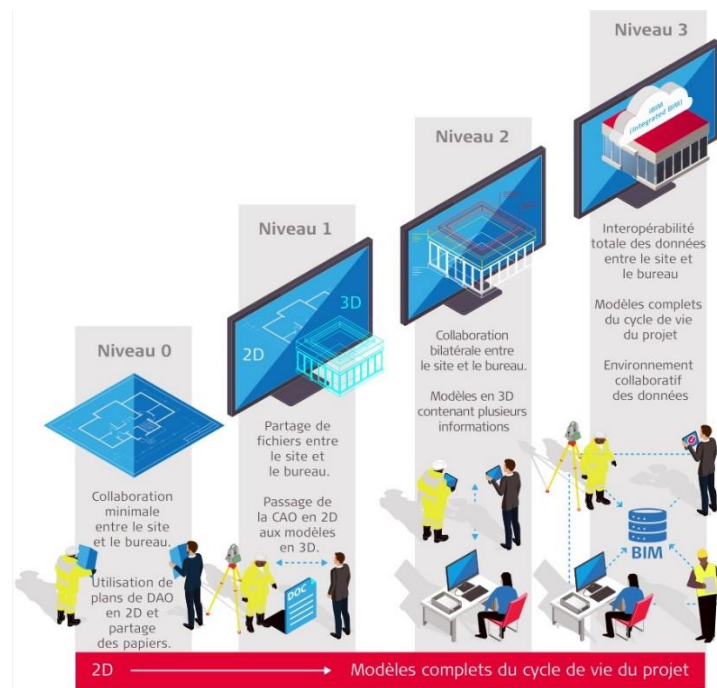 Niveau 0
Collaboration
minimale
entre le site
et le bureau.
Utilisation de
plans de DAO
en 2D et
partage
des papiers.
Niveau 1
2D
3D
Partage de
fichiers entre
le site et
le bureau.
Passage de
la CAO en 2D
aux modèles
en 3D.
DOC
Niveau 2
Collaboration
bilatérale entre
le site et le bureau.
Modèles en 3D
contenant plusieurs
informations
Niveau 3
iBIM
(Integrated BIM)
Interopérabilité
totale des données
entre le site et
le bureau
Modèles complets
du cycle de vie
du projet
Environnement
collaboratif
des données
BIM
2D
Modèles complets du cycle de vie du projet